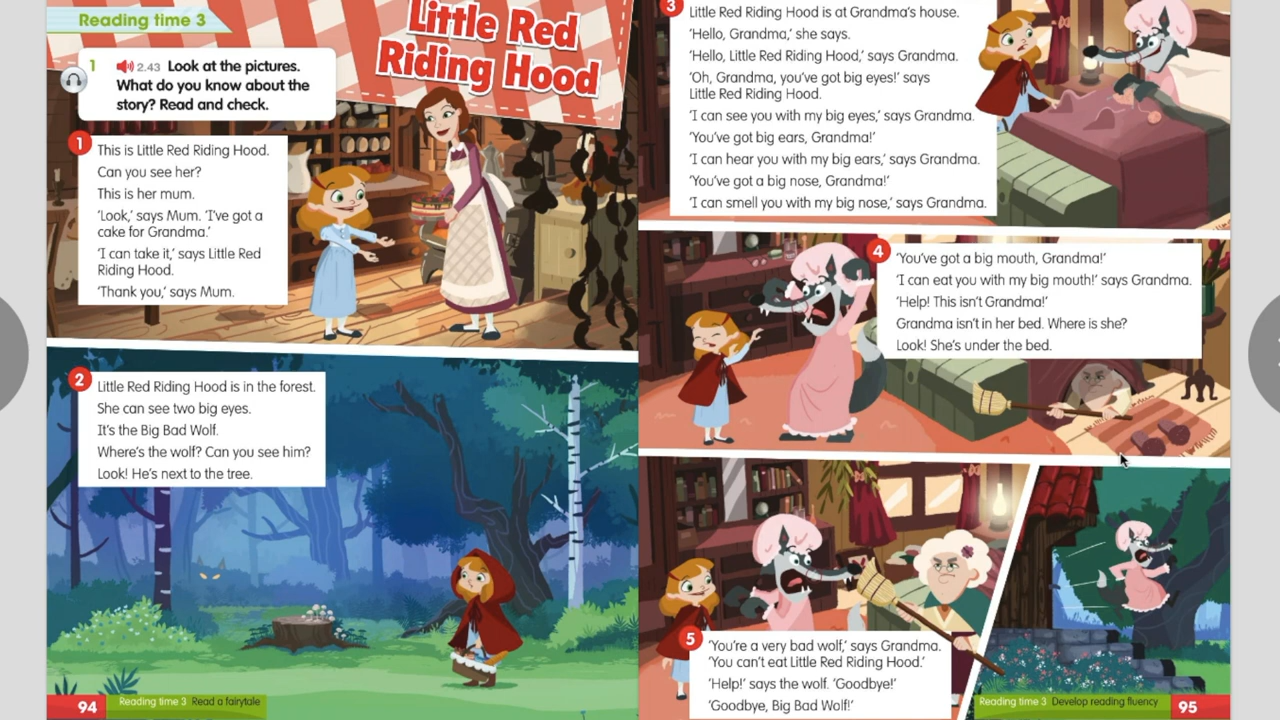 Reading time 3
Little Red
Riding Hood
1 2.43 Look at the pictures.
What do you know about the
story? Read and check.
1
This is Little Red Riding Hood.
Can you see her?
This is her mum.
‘Look,’ says Mum. ‘I’ve got a
cake for Grandma.’
‘I can take it,’ says Little Red
Riding Hood.
‘Thank you,’ says Mum.
2
Little Red Riding Hood is in the forest.
She can see two big eyes.
It’s the Big Bad Wolf.
Where’s the wolf? Can you see him?
Look! He’s next to the tree.
94 Reading time 3 Read a fairytale
3
Little Red Riding Hood is at Grandma’s house.
‘Hello, Grandma,’ she says.
‘Hello, Little Red Riding Hood,’ says Grandma.
‘Oh, Grandma, you’ve got big eyes!’ says
Little Red Riding Hood.
‘I can see you with my big eyes,’ says Grandma.
‘You’ve got big ears, Grandma!’
‘I can hear you with my big ears,’ says Grandma.
‘You’ve got a big nose, Grandma!’
‘I can smell you with my big nose,’ says Grandma.
4
‘You’ve got a big mouth, Grandma!’
‘I can eat you with my big mouth!’ says Grandma.
‘Help! This isn’t Grandma!’
Grandma isn’t in her bed. Where is she?
Look! She’s under the bed.
5
‘You’re a very bad wolf,’ says Grandma.
‘You can’t eat Little Red Riding Hood.’
‘Help!’ says the wolf. ‘Goodbye!’
‘Goodbye, Big Bad Wolf!’
Reading time 3 Develop reading fluency 95